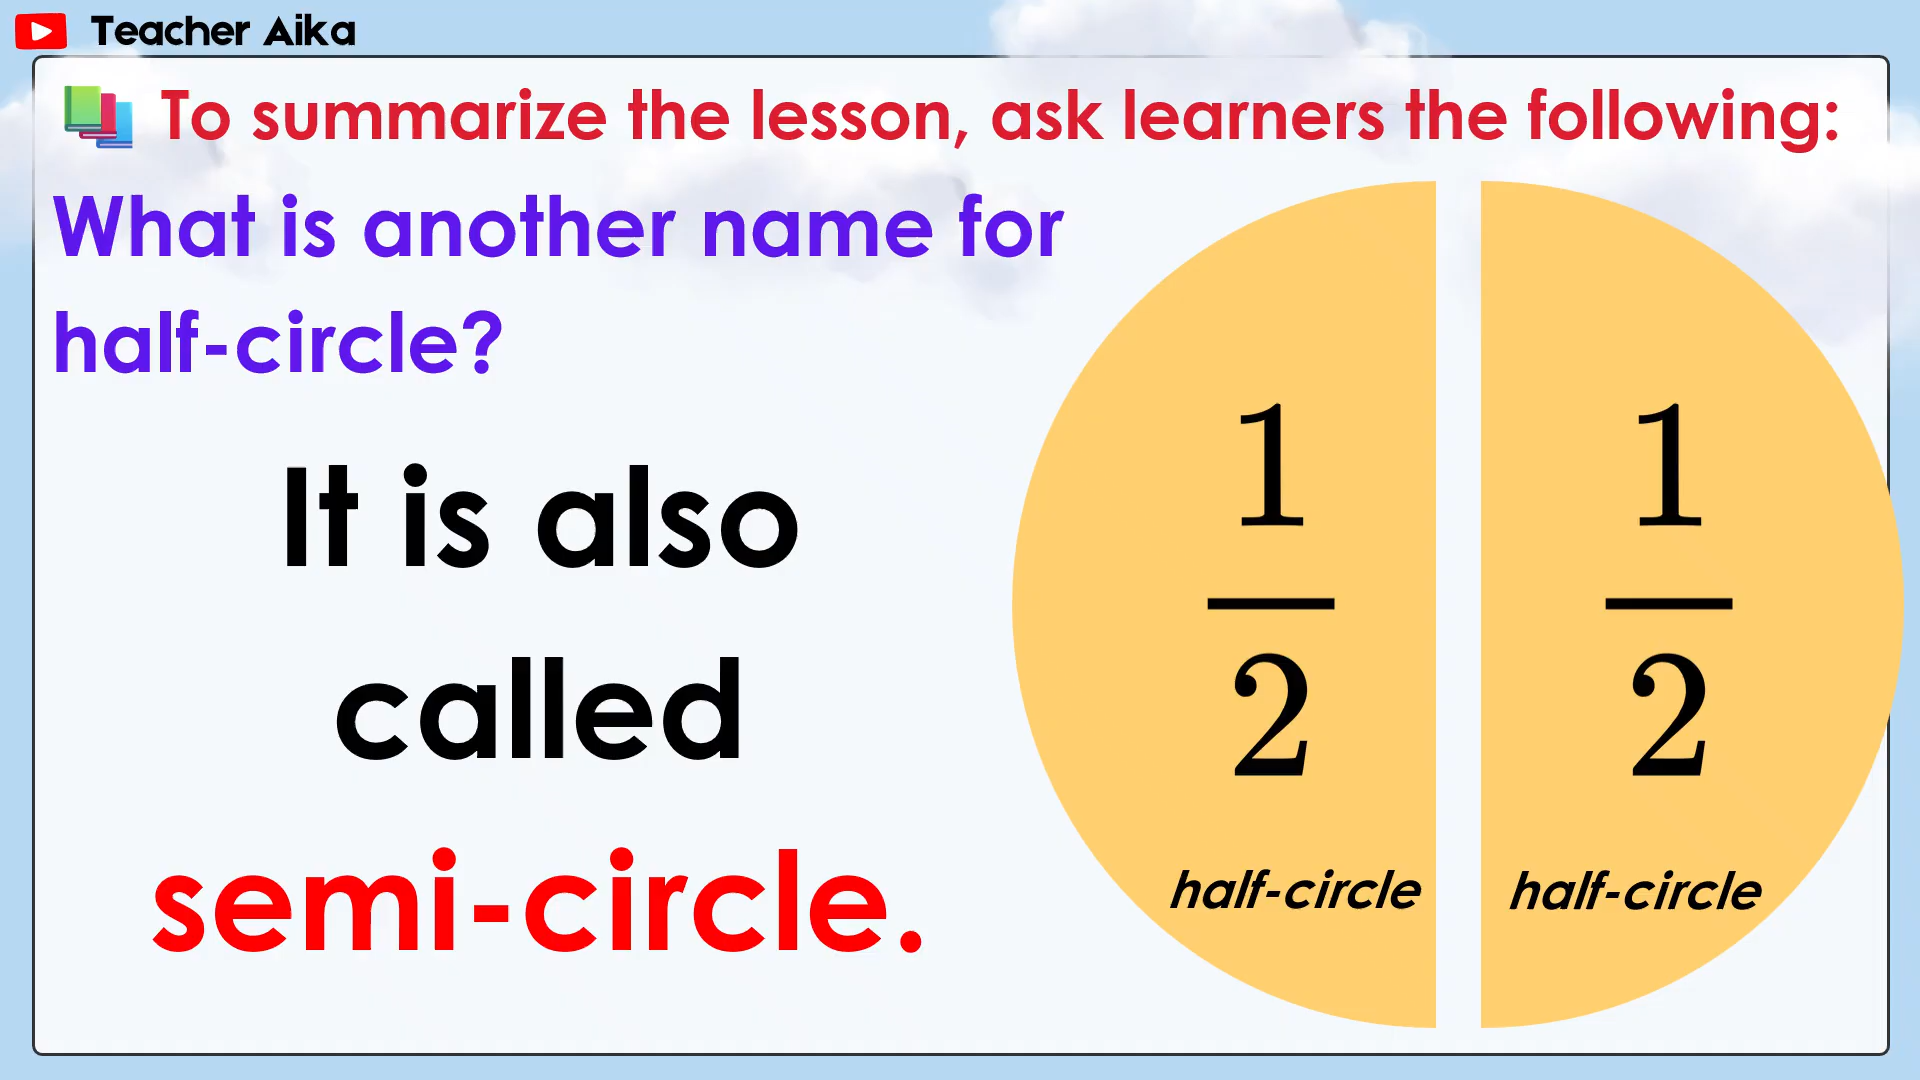 Teacher Aika
To summarize the lesson, ask learners the following:
What is another name for
half-circle?
It is also
called
semi-circle.
1
2
half-circle
1
2
half-circle